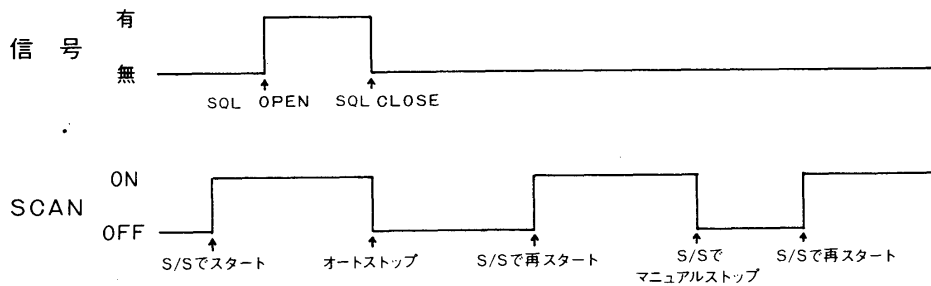 有
信号
無
SQL OPEN
SQL CLOSE
ON
SCAN
OFF
S/Sでスタート
オートストップ
S/Sで再スタート
S/Sで
マニュアルストップ
S/Sで再スタート